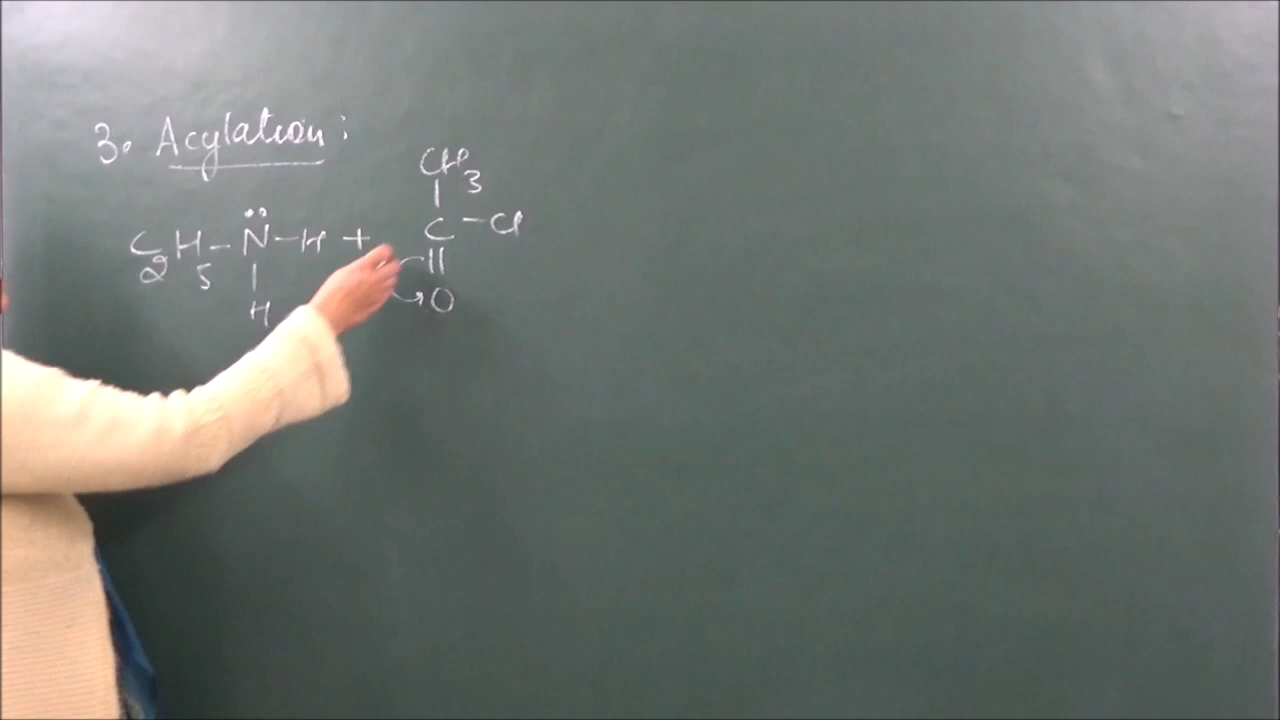 3. Acylation:
CH3
|
C2H5-N̈-H + C-Cl
| ||
H O